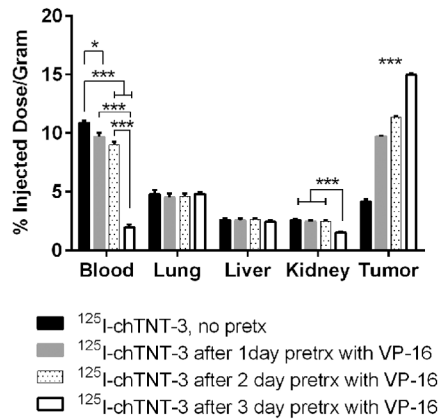 20
15
10
5
0
% Injected Dose/Gram
*
***
***
***
***
***
Blood Lung Liver Kidney Tumor
125I-chTNT-3, no pretx
125I-chTNT-3 after 1day pretrx with VP-16
125I-chTNT-3 after 2 day pretrx with VP-16
125I-chTNT-3 after 3 day pretrx with VP-16